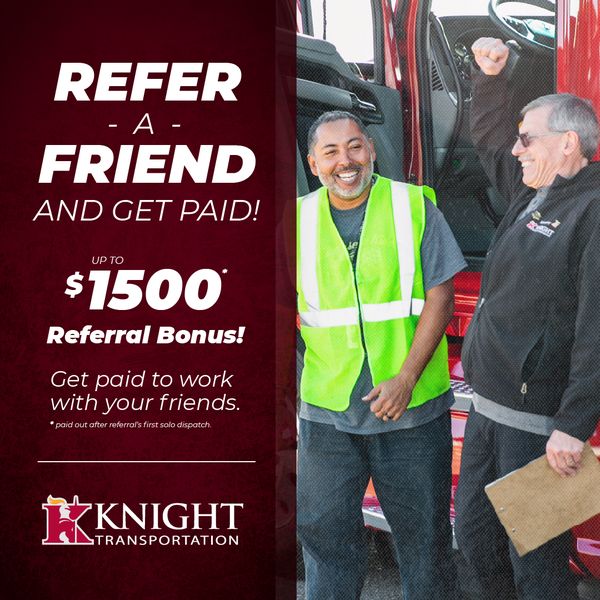 REFER
- A -
FRIEND
AND GET PAID!
UP TO
$1500*
Referral Bonus!
Get paid to work
with your friends.
* paid out after referral's first solo dispatch.
KNIGHT
TRANSPORTATION
KNIGHT